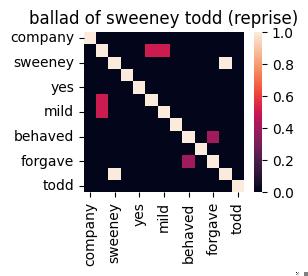 ballad of sweeney todd (reprise)
company
sweeney
yes
mild
behaved
forgave
todd
1.0
0.8
0.6
0.4
0.2
0.0
company
sweeney
yes
mild
behaved
forgave
todd